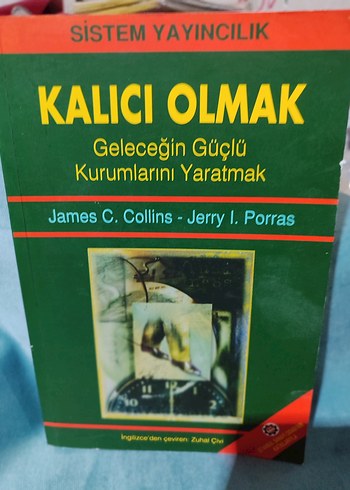 SİSTEM YAYINCILIK
KALICI OLMAK
Geleceğin Güçlü
Kurumlarını Yaratmak
James C. Collins - Jerry I. Porras
İngilizce'den çeviren: Zuhal Çivi